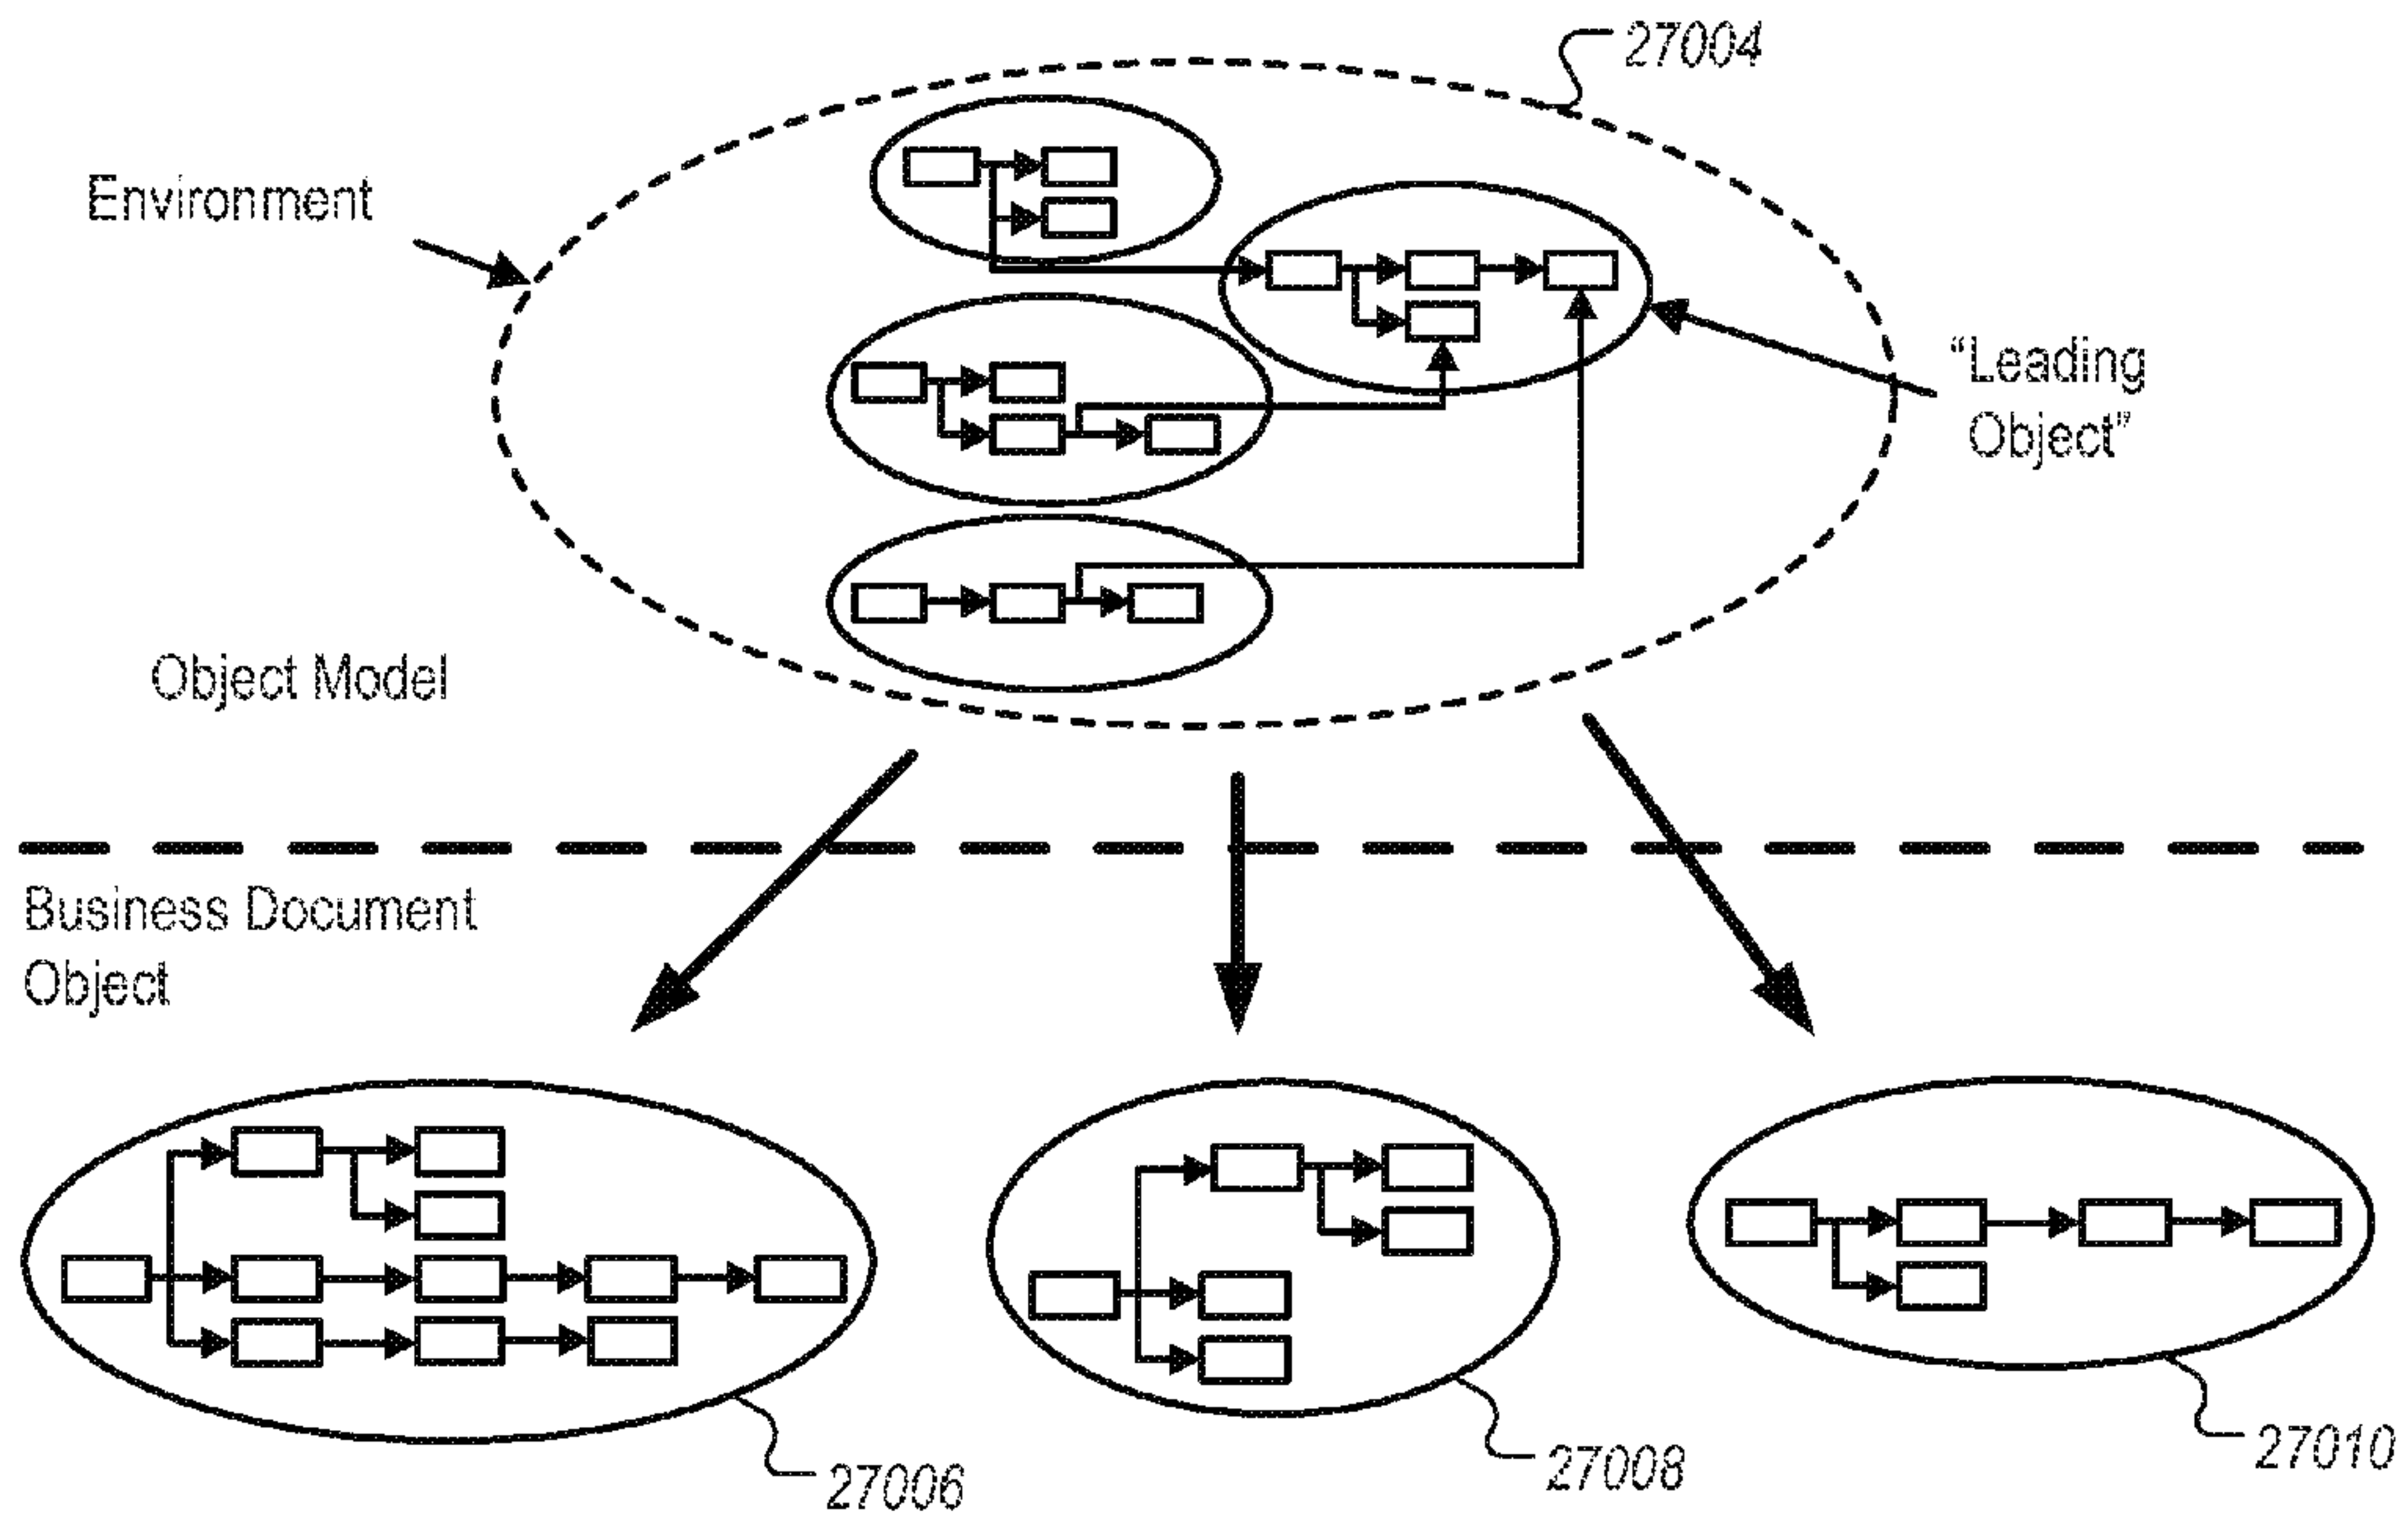 27004
Environment
“Leading
Object”
Object Model
Business Document
Object
27006
27008
27010